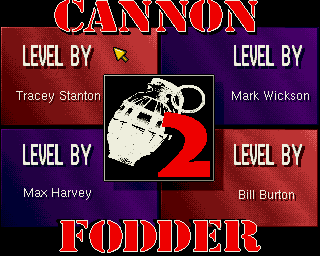 CANNON
LEVEL BY
Tracey Stanton
LEVEL BY
Mark Wickson
2
LEVEL BY
Max Harvey
LEVEL BY
Bill Burton
FODDER